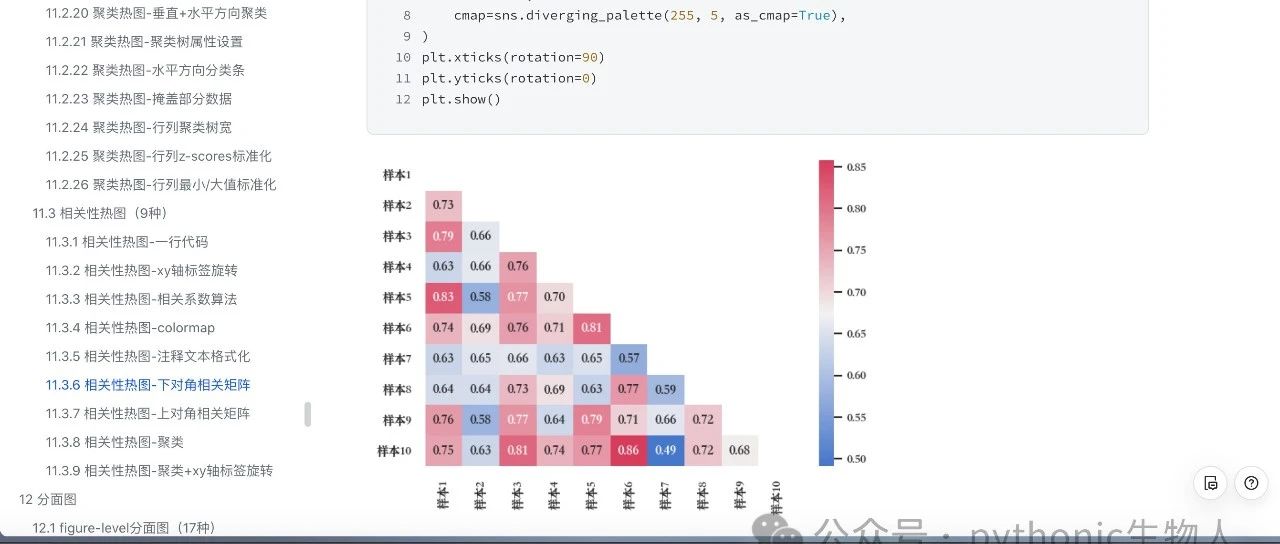 11.2.20 聚类热图-垂直+水平方向聚类
11.2.21 聚类热图-聚类树属性设置
11.2.22 聚类热图-水平方向分类条
11.2.23 聚类热图-掩盖部分数据
11.2.24 聚类热图-行列聚类树宽
11.2.25 聚类热图-行列z-scores标准化
11.2.26 聚类热图-行列最小/大值标准化
11.3 相关性热图（9种）
11.3.1 相关性热图-一行代码
11.3.2 相关性热图-xy轴标签旋转
11.3.3 相关性热图-相关系数算法
11.3.4 相关性热图-colormap
11.3.5 相关性热图-注释文本格式化
11.3.6 相关性热图-下对角相关矩阵
11.3.7 相关性热图-上对角相关矩阵
11.3.8 相关性热图-聚类
11.3.9 相关性热图-聚类+xy轴标签旋转
12 分面图
12.1 figure-level分面图（17种）
8 cmap=sns.diverging_palette(255, 5, as_cmap=True),
9 )
10 plt.xticks(rotation=90)
11 plt.yticks(rotation=0)
12 plt.show()
样本1
样本2 0.73
样本3 0.79 0.66
样本4 0.63 0.66 0.76
样本5 0.83 0.58 0.77 0.70
样本6 0.74 0.69 0.76 0.71 0.81
样本7 0.63 0.65 0.66 0.63 0.65 0.57
样本8 0.64 0.64 0.73 0.69 0.63 0.77 0.59
样本9 0.76 0.58 0.77 0.64 0.79 0.71 0.66 0.72
样本10 0.75 0.63 0.81 0.74 0.77 0.86 0.49 0.72 0.68
样本1 样本2 样本3 样本4 样本5 样本6 样本7 样本8 样本9 样本10
0.85
0.80
0.75
0.70
0.65
0.60
0.55
0.50
公众号·pythonic生物人